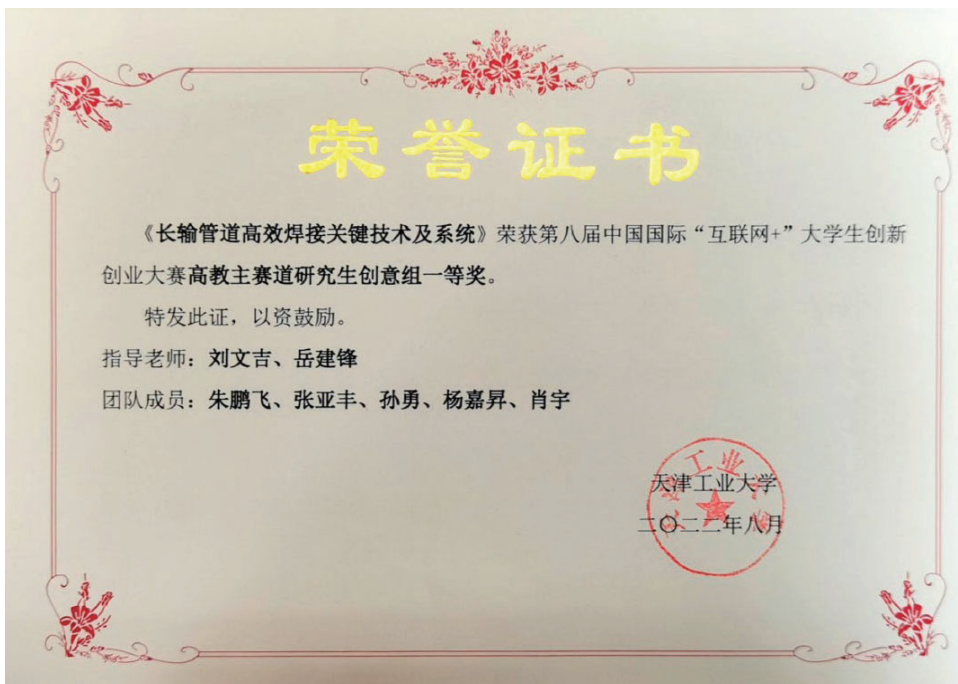 荣誉证书
《长输管道高效焊接关键技术及系统》荣获第八届中国国际“互联网+”大学生创新
创业大赛高教主赛道研究生创意组一等奖。
特发此证，以资鼓励。
指导老师：刘文吉、岳建锋
团队成员：朱鹏飞、张亚丰、孙勇、杨嘉昇、肖宇
天津工业大学
二〇二二年八月